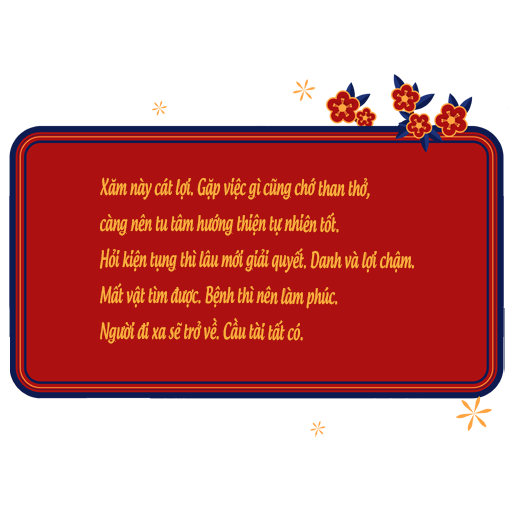 Xăm này cát lợi. Gặp việc gì cũng chớ than thở,
càng nên tu tâm hướng thiện tự nhiên tốt.
Hỏi kiện tụng thì lâu mới giải quyết. Danh và lợi chậm.
Mất vật tìm được. Bệnh thì nên làm phúc.
Người đi xa sẽ trở về. Cầu tài tất có.